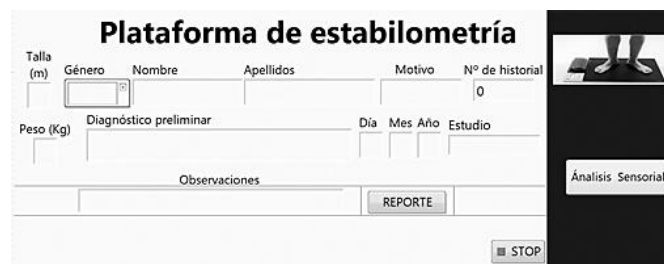 Plataforma de estabilometría
Talla
(m) Género Nombre Apellidos Motivo Nº de historial
0
Peso (Kg) Diagnóstico preliminar Día Mes Año Estudio
Observaciones
REPORTE
Ánalisis Sensorial
STOP